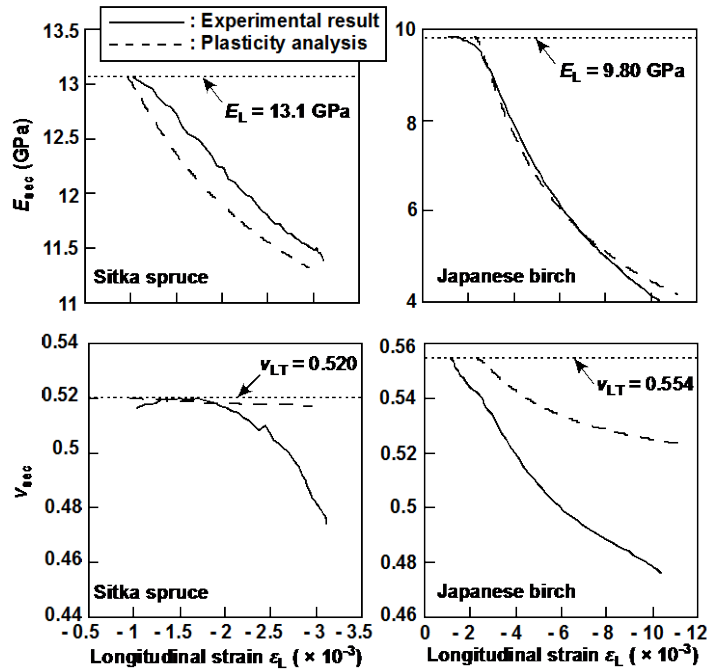 : Experimental result
: Plasticity analysis
13.5
13
12.5
12
11.5
11
E_sec (GPa)
E_L = 13.1 GPa
Sitka spruce
10
8
6
4
E_L = 9.80 GPa
Japanese birch
0.54
0.52
0.5
0.48
0.46
0.44
ν_sec
ν_LT = 0.520
Sitka spruce
-0.5 -1 -1.5 -2 -2.5 -3 -3.5
Longitudinal strain ε_L ( × 10⁻³)
0.56
0.54
0.52
0.54
0.48
0.46
ν_LT = 0.554
Japanese birch
0 -2 -4 -6 -8 -10 -12
Longitudinal strain ε_L ( × 10⁻³)